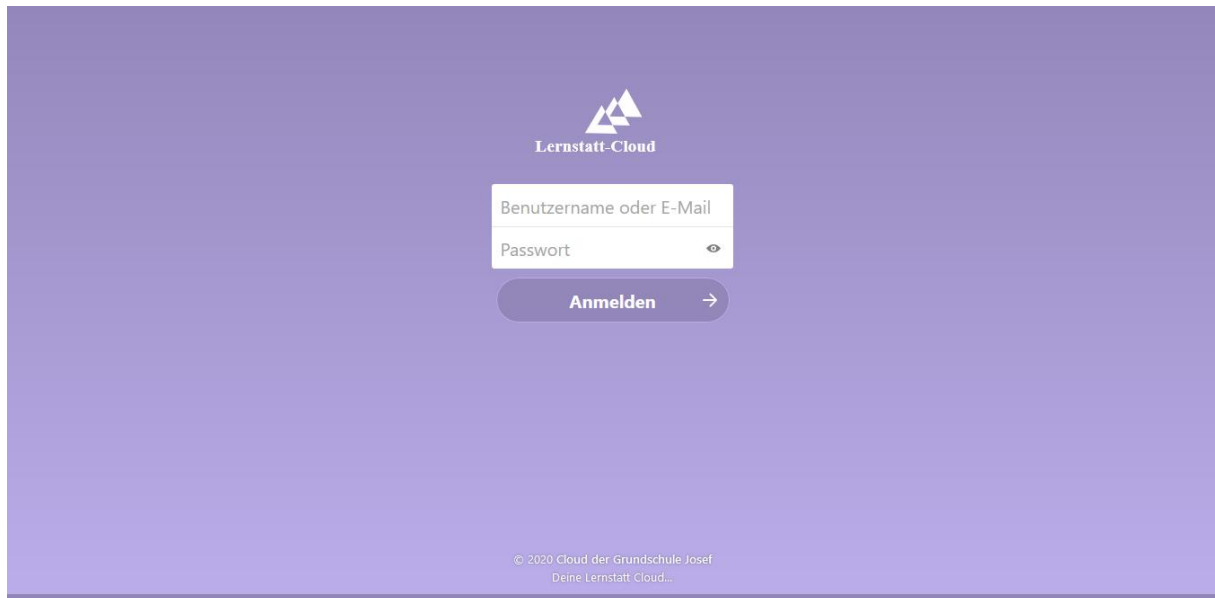 Lernstatt-Cloud
Benutzername oder E-Mail
Passwort
Anmelden
© 2020 Cloud der Grundschule Josef
Deine Lernstatt Cloud...